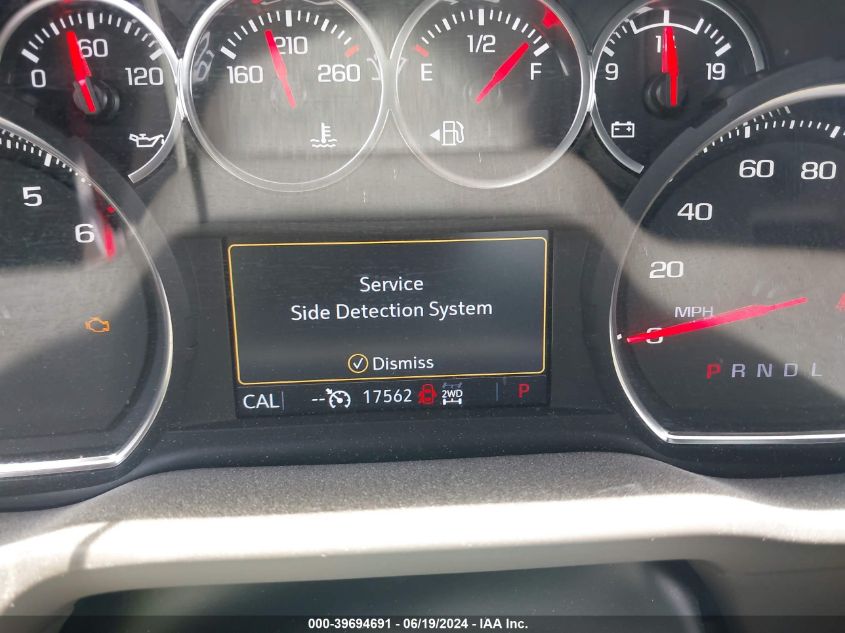 0 60 120
160 210 260
E 1/2 F
9 19
5
6
20 40 60 80
MPH
0
P R N D L
Service
Side Detection System
Dismiss
CAL -- 17562 2WD P
000-39694691 - 06/19/2024 - IAA Inc.